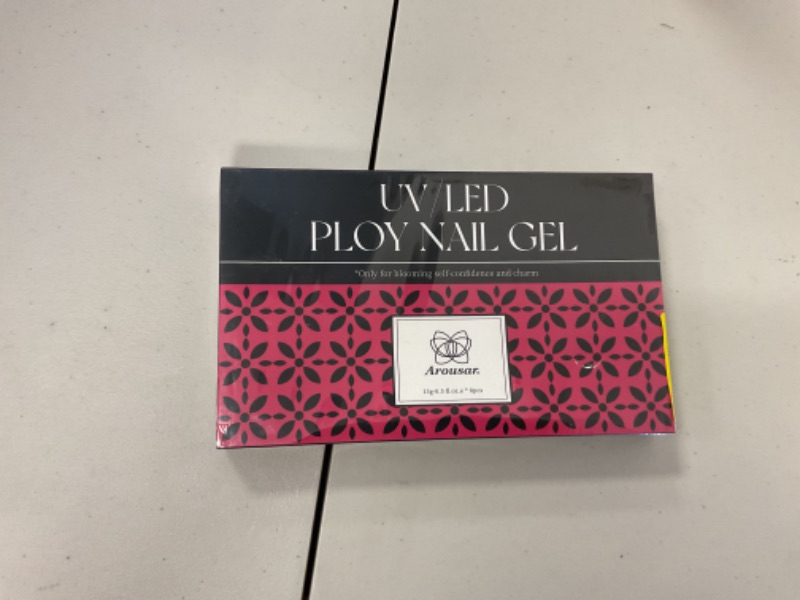 UV/LED
PLOY NAIL GEL
*Only for blooming self-confidence and charm
Arousar.